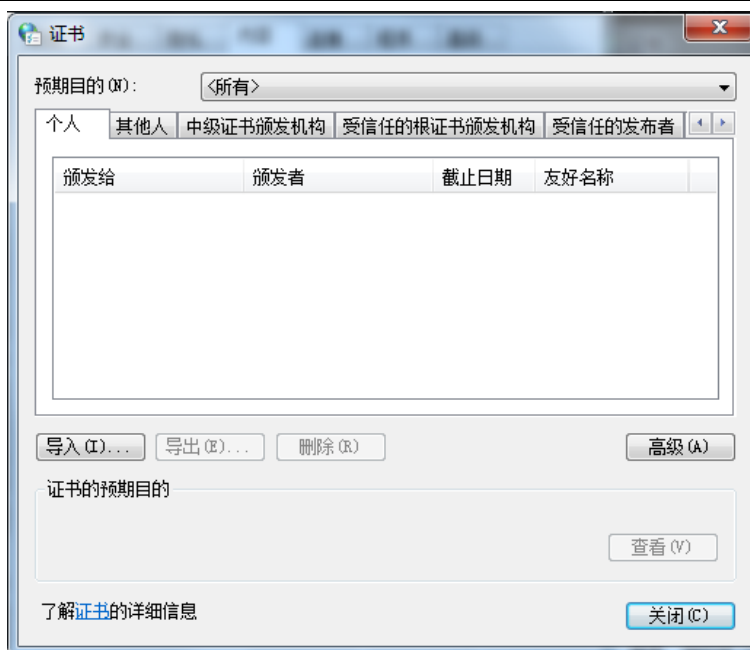 证书
预期目的(N): <所有>
个人 其他人 中级证书颁发机构 受信任的根证书颁发机构 受信任的发布者
颁发给 颁发者 截止日期 友好名称
导入(I)... 导出(E)... 删除(R) 高级(A)
证书的预期目的
查看(V)
了解证书的详细信息 关闭(C)